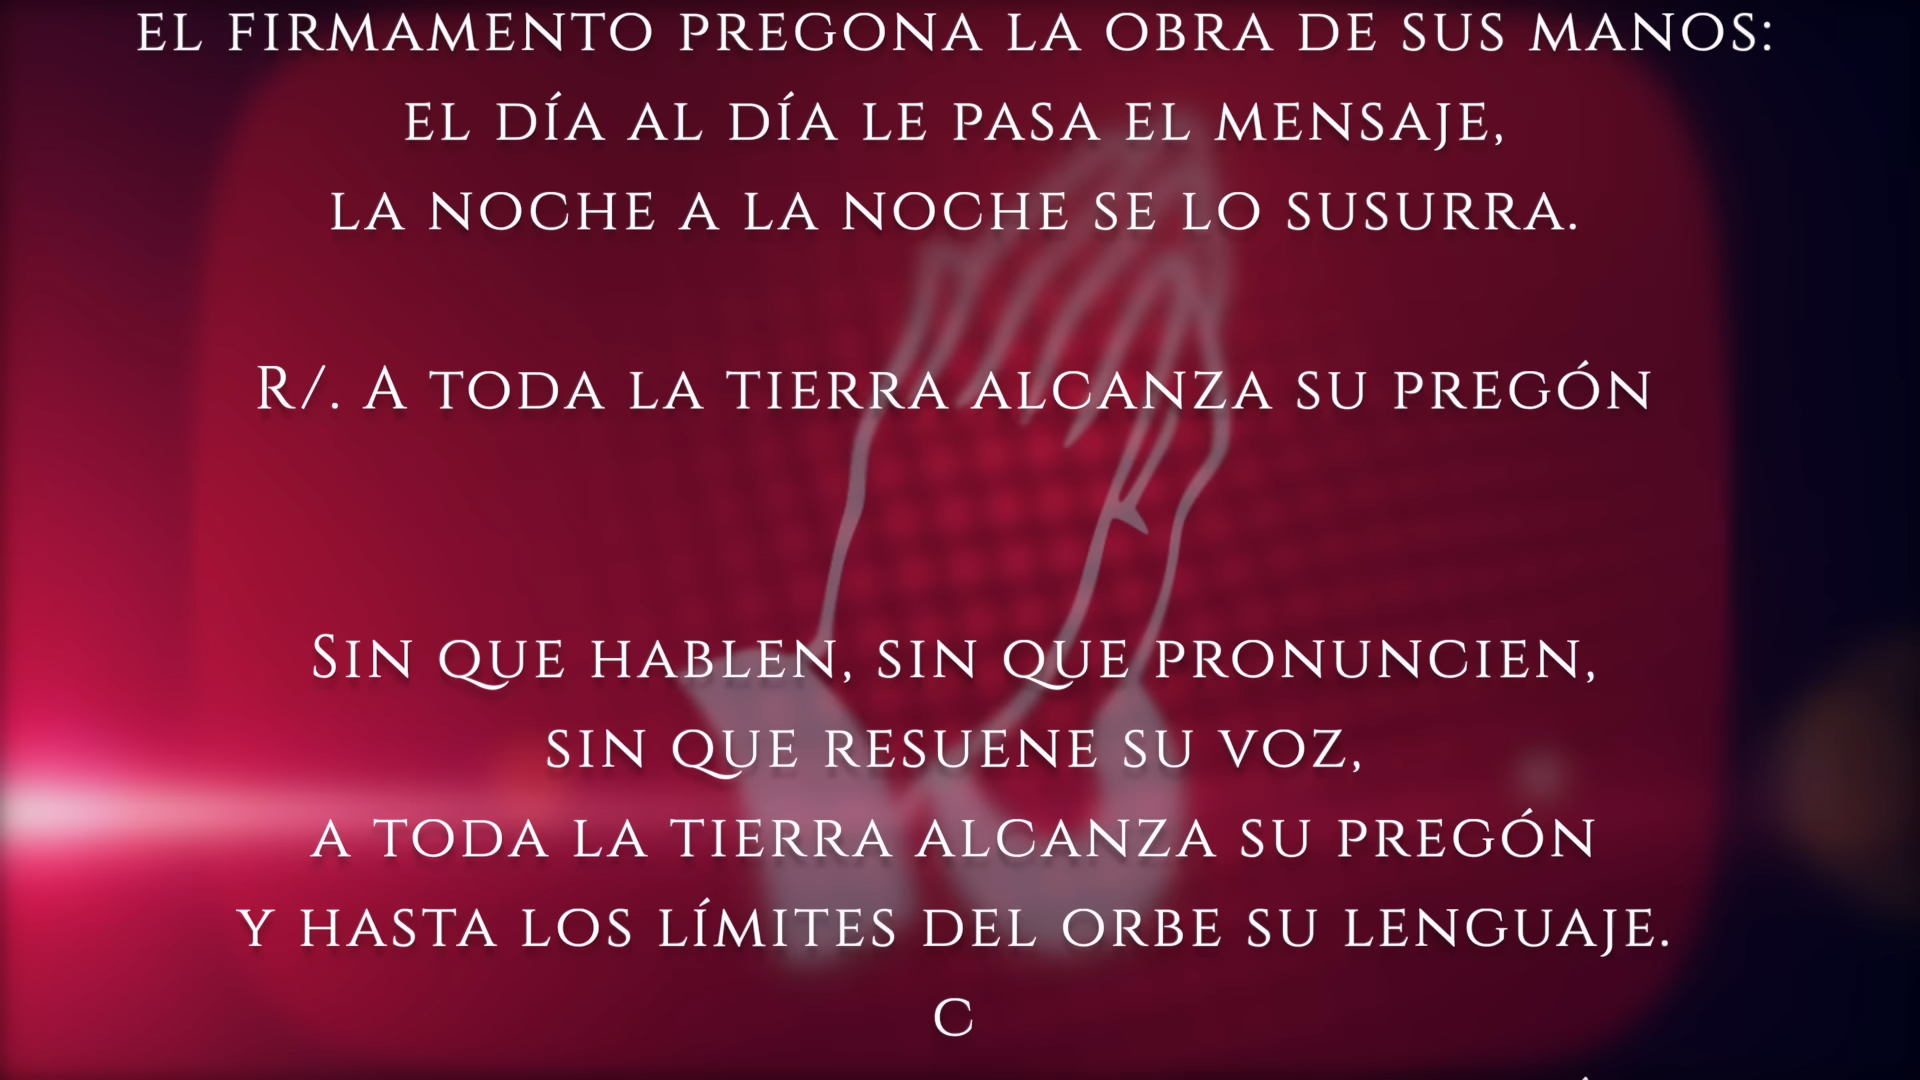 el firmamento pregona la obra de sus manos:
el día al día le pasa el mensaje,
la noche a la noche se lo susurra.
R/. A toda la tierra alcanza su pregón
Sin que hablen, sin que pronuncien,
sin que resuene su voz,
a toda la tierra alcanza su pregón
y hasta los límites del orbe su lenguaje.
c